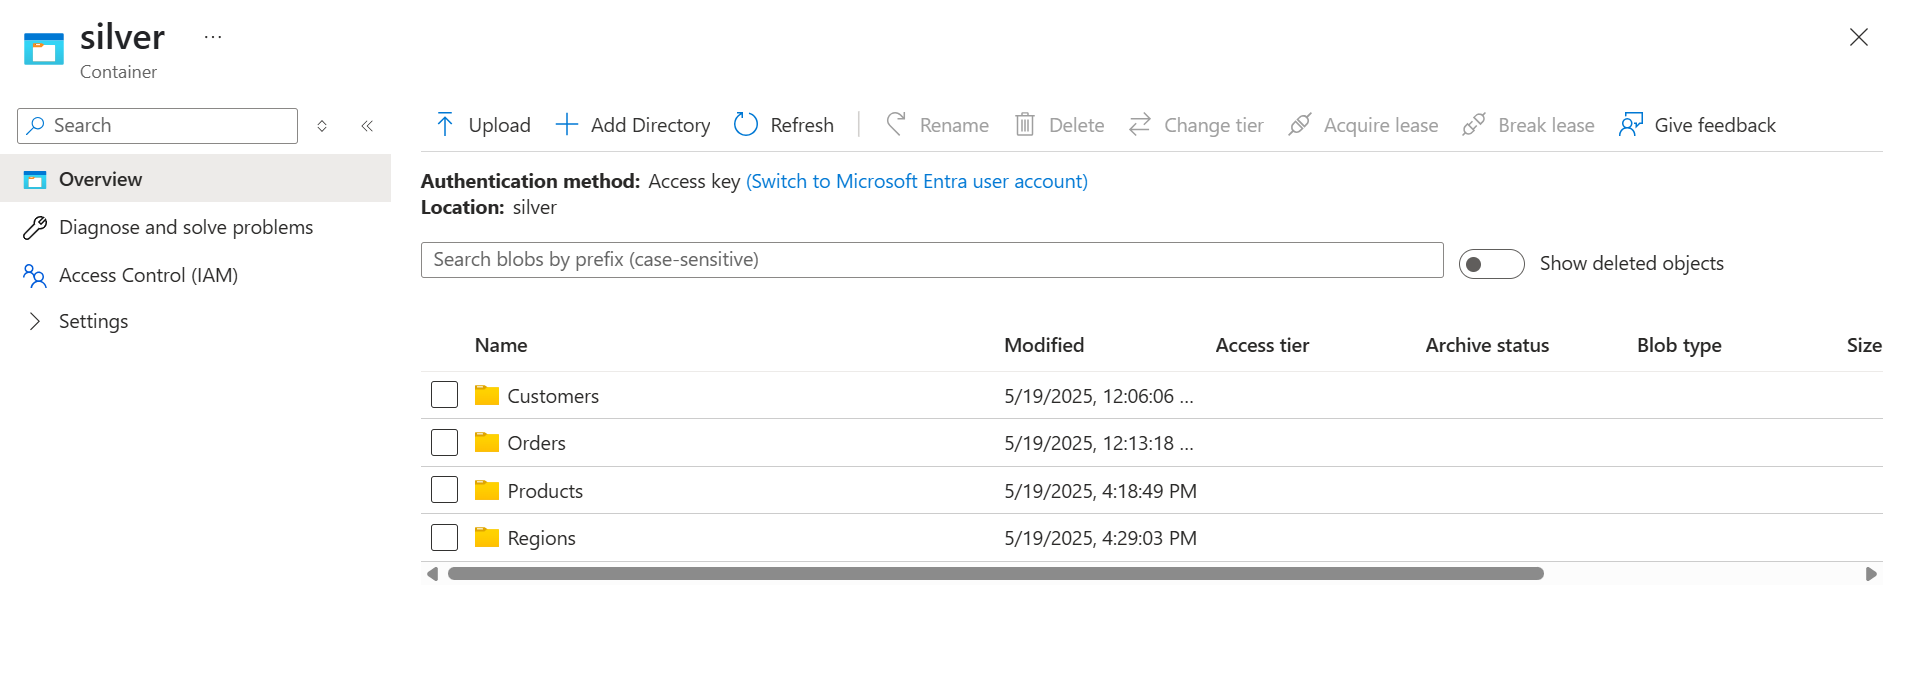 silver ...
Container
Search
Overview
Diagnose and solve problems
Access Control (IAM)
Settings
Upload Add Directory Refresh Rename Delete Change tier Acquire lease Break lease Give feedback
Authentication method: Access key (Switch to Microsoft Entra user account)
Location: silver
Search blobs by prefix (case-sensitive)
Show deleted objects
Name Modified Access tier Archive status Blob type Size
Customers 5/19/2025, 12:06:06 ...
Orders 5/19/2025, 12:13:18 ...
Products 5/19/2025, 4:18:49 PM
Regions 5/19/2025, 4:29:03 PM